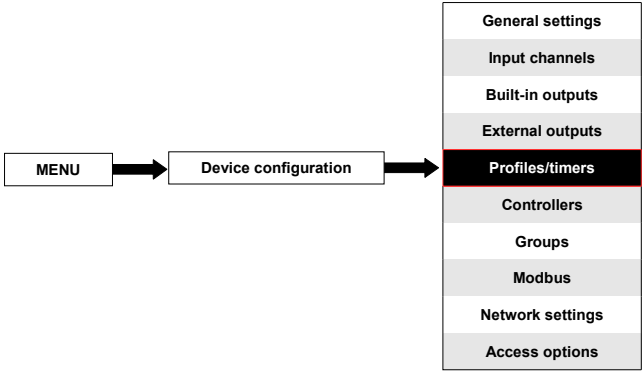 MENU
Device configuration
General settings
Input channels
Built-in outputs
External outputs
Profiles/timers
Controllers
Groups
Modbus
Network settings
Access options